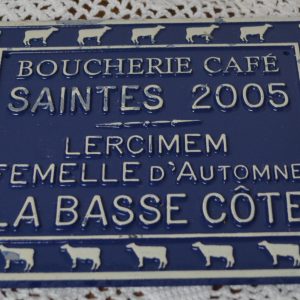 BOUCHERIE CAFÉ
SAINTES 2005
LERCIMEM
FEMELLE D'AUTOMNE
LA BASSE CÔTE